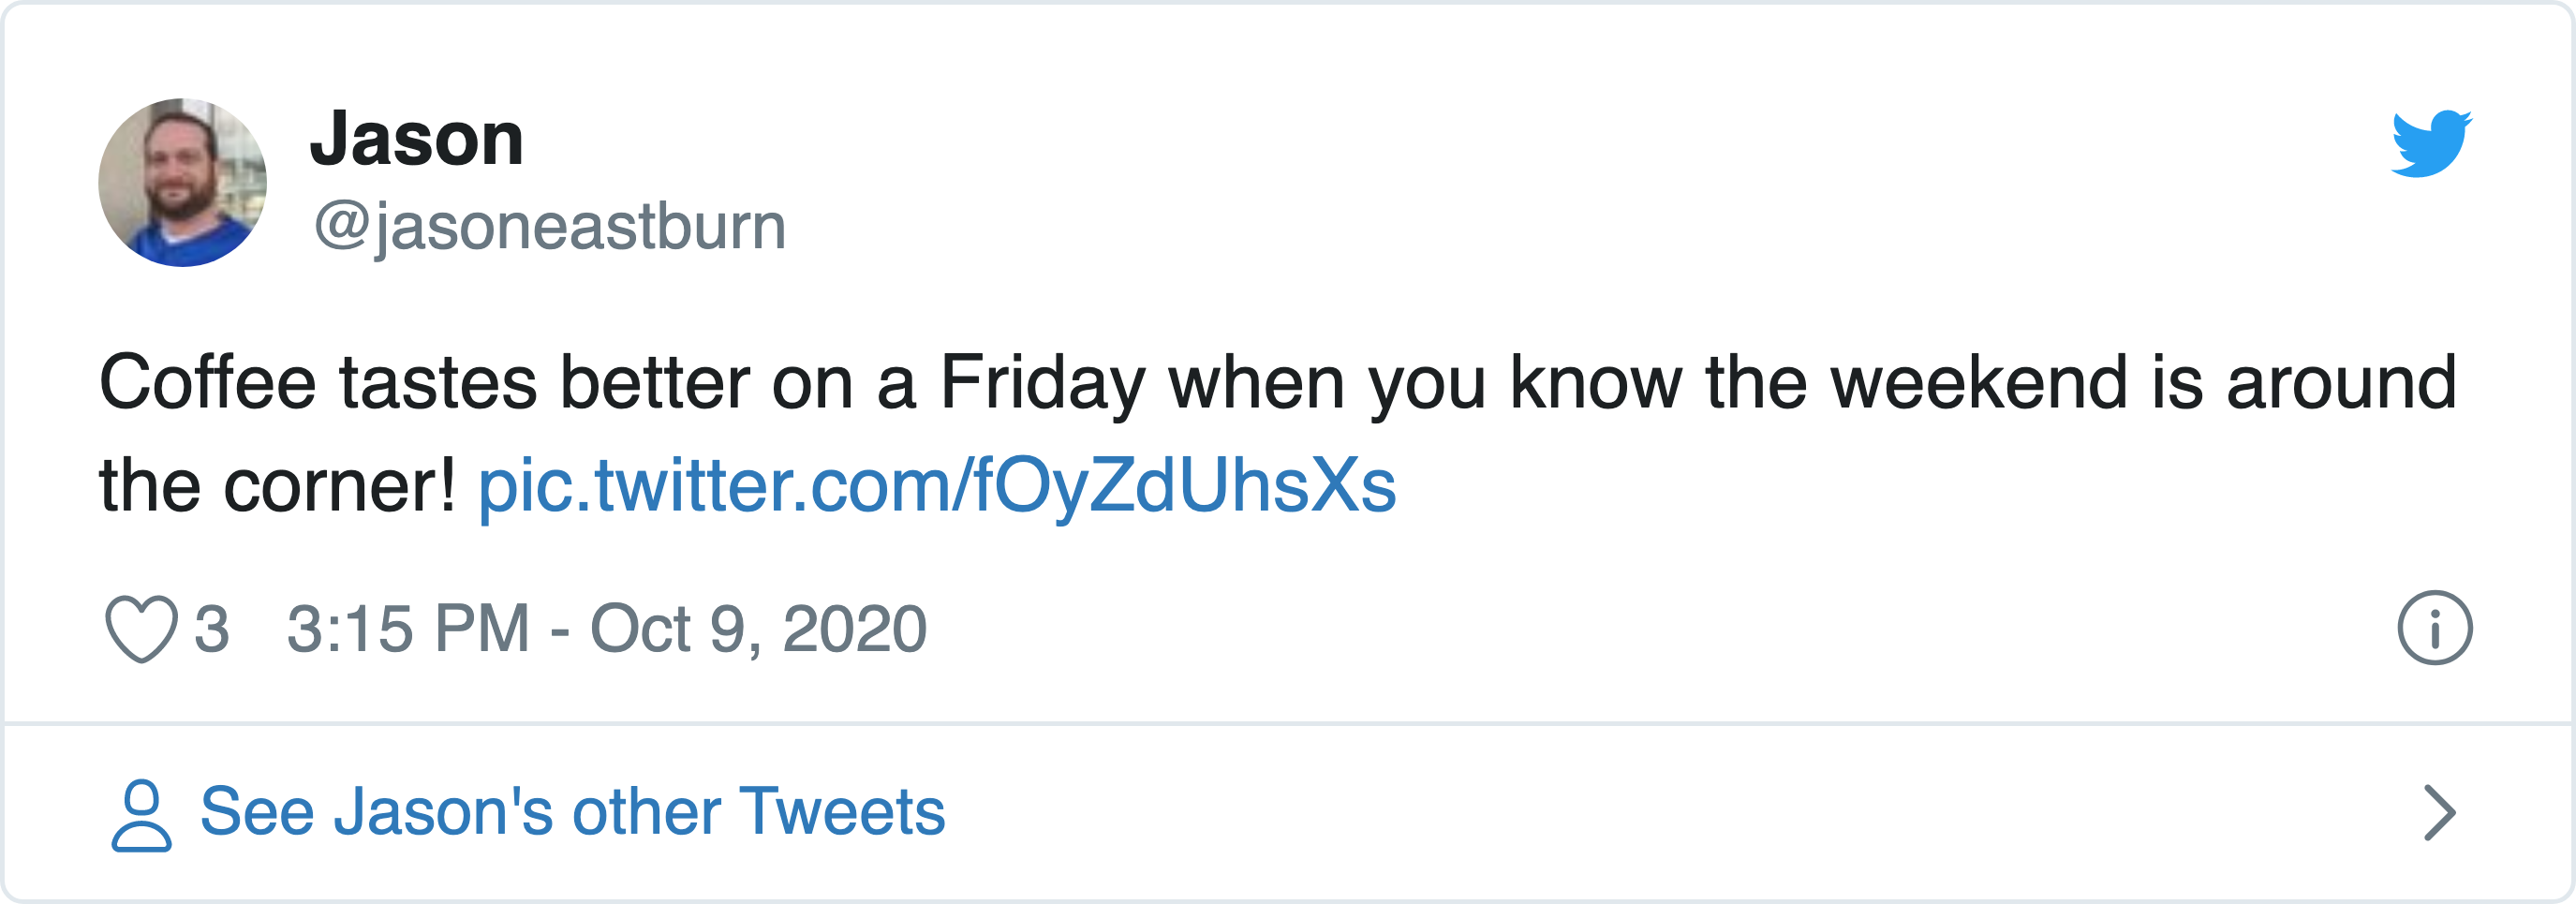 Jason
@jasoneastburn
Coffee tastes better on a Friday when you know the weekend is around
the corner! pic.twitter.com/fOyZdUhsXs
3 3:15 PM - Oct 9, 2020
See Jason's other Tweets